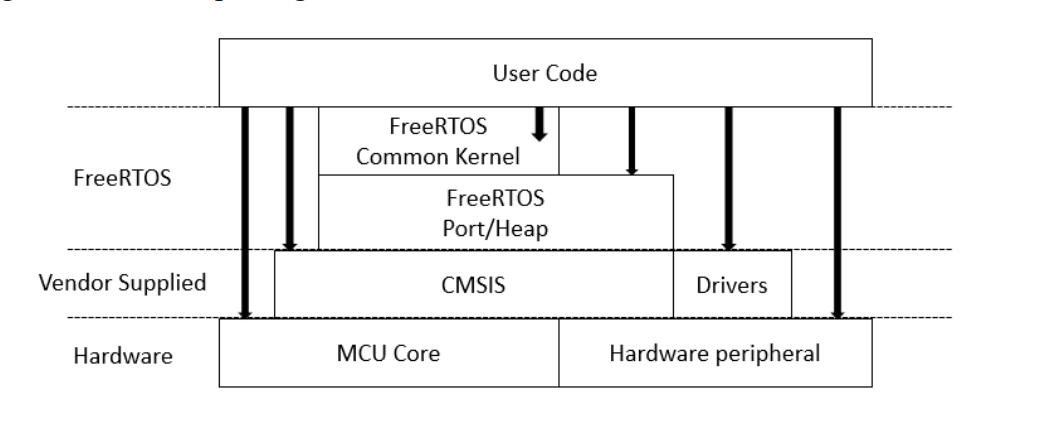 User Code
FreeRTOS
Common Kernel
FreeRTOS
FreeRTOS
Port/Heap
Vendor Supplied
CMSIS
Drivers
Hardware
MCU Core
Hardware peripheral